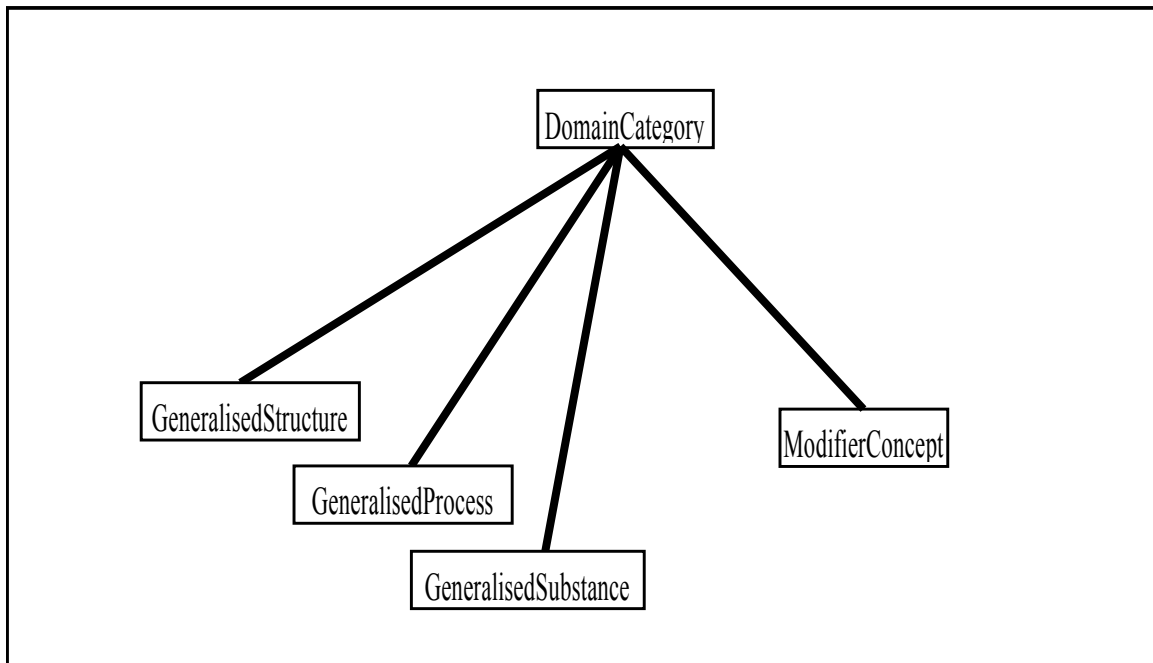 DomainCategory
GeneralisedStructure
ModifierConcept
GeneralisedProcess
GeneralisedSubstance